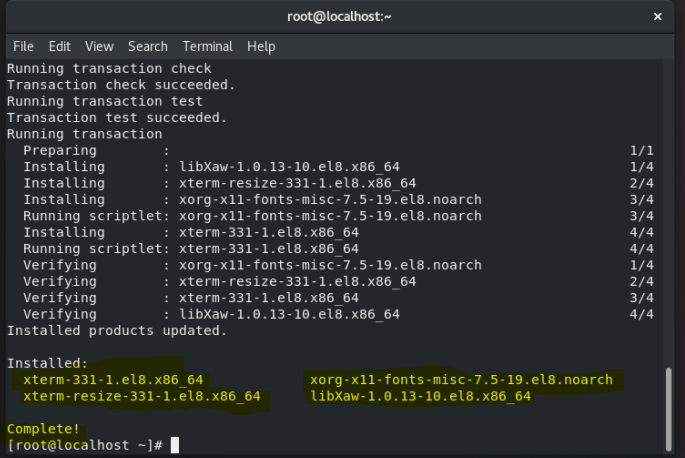 root@localhost:~
×
File Edit View Search Terminal Help
Running transaction check
Transaction check succeeded.
Running transaction test
Transaction test succeeded.
Running transaction
  Preparing        :                                                         1/1
  Installing       : libXaw-1.0.13-10.el8.x86_64                             1/4
  Installing       : xterm-resize-331-1.el8.x86_64                           2/4
  Installing       : xorg-x11-fonts-misc-7.5-19.el8.noarch                   3/4
  Running scriptlet: xorg-x11-fonts-misc-7.5-19.el8.noarch                   3/4
  Installing       : xterm-331-1.el8.x86_64                                  4/4
  Running scriptlet: xterm-331-1.el8.x86_64                                  4/4
  Verifying        : xorg-x11-fonts-misc-7.5-19.el8.noarch                   1/4
  Verifying        : xterm-resize-331-1.el8.x86_64                           2/4
  Verifying        : xterm-331-1.el8.x86_64                                  3/4
  Verifying        : libXaw-1.0.13-10.el8.x86_64                             4/4
Installed products updated.
Installed:
  xterm-331-1.el8.x86_64             xorg-x11-fonts-misc-7.5-19.el8.noarch
  xterm-resize-331-1.el8.x86_64      libXaw-1.0.13-10.el8.x86_64
Complete!
[root@localhost ~]#